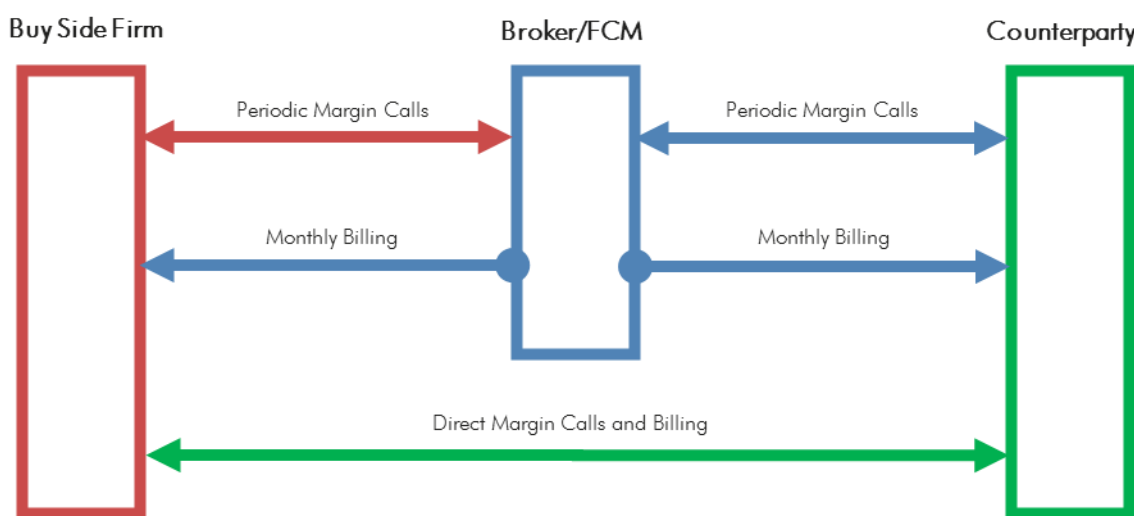 Buy Side Firm
Broker/FCM
Counterparty
Periodic Margin Calls
Periodic Margin Calls
Monthly Billing
Monthly Billing
Direct Margin Calls and Billing